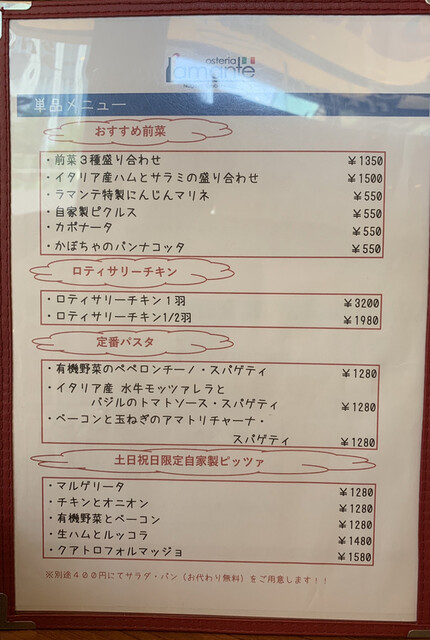 osteria
Lamante
単品メニュー
おすすめ前菜
・前菜3種盛り合わせ ￥1350
・イタリア産ハムとサラミの盛り合わせ ￥1500
・ラマンテ特製にんじんマリネ ￥550
・自家製ピクルス ￥550
・カポナータ ￥550
・かぼちゃのパンナコッタ ￥550
ロティサリーチキン
・ロティサリーチキン1羽 ￥3200
・ロティサリーチキン1/2羽 ￥1980
定番パスタ
・有機野菜のペペロンチーノ・スパゲティ ￥1280
・イタリア産 水牛モッツァレラと
バジルのトマトソース・スパゲティ ￥1280
・ベーコンと玉ねぎのアマトリチャーナ・
スパゲティ ￥1280
土日祝日限定自家製ピッツァ
・マルゲリータ ￥1280
・チキンとオニオン ￥1280
・有機野菜とベーコン ￥1280
・生ハムとルッコラ ￥1480
・クアトロフォルマッジョ ￥1580
※別途400円にてサラダ・パン（お代わり無料）をご用意します！！